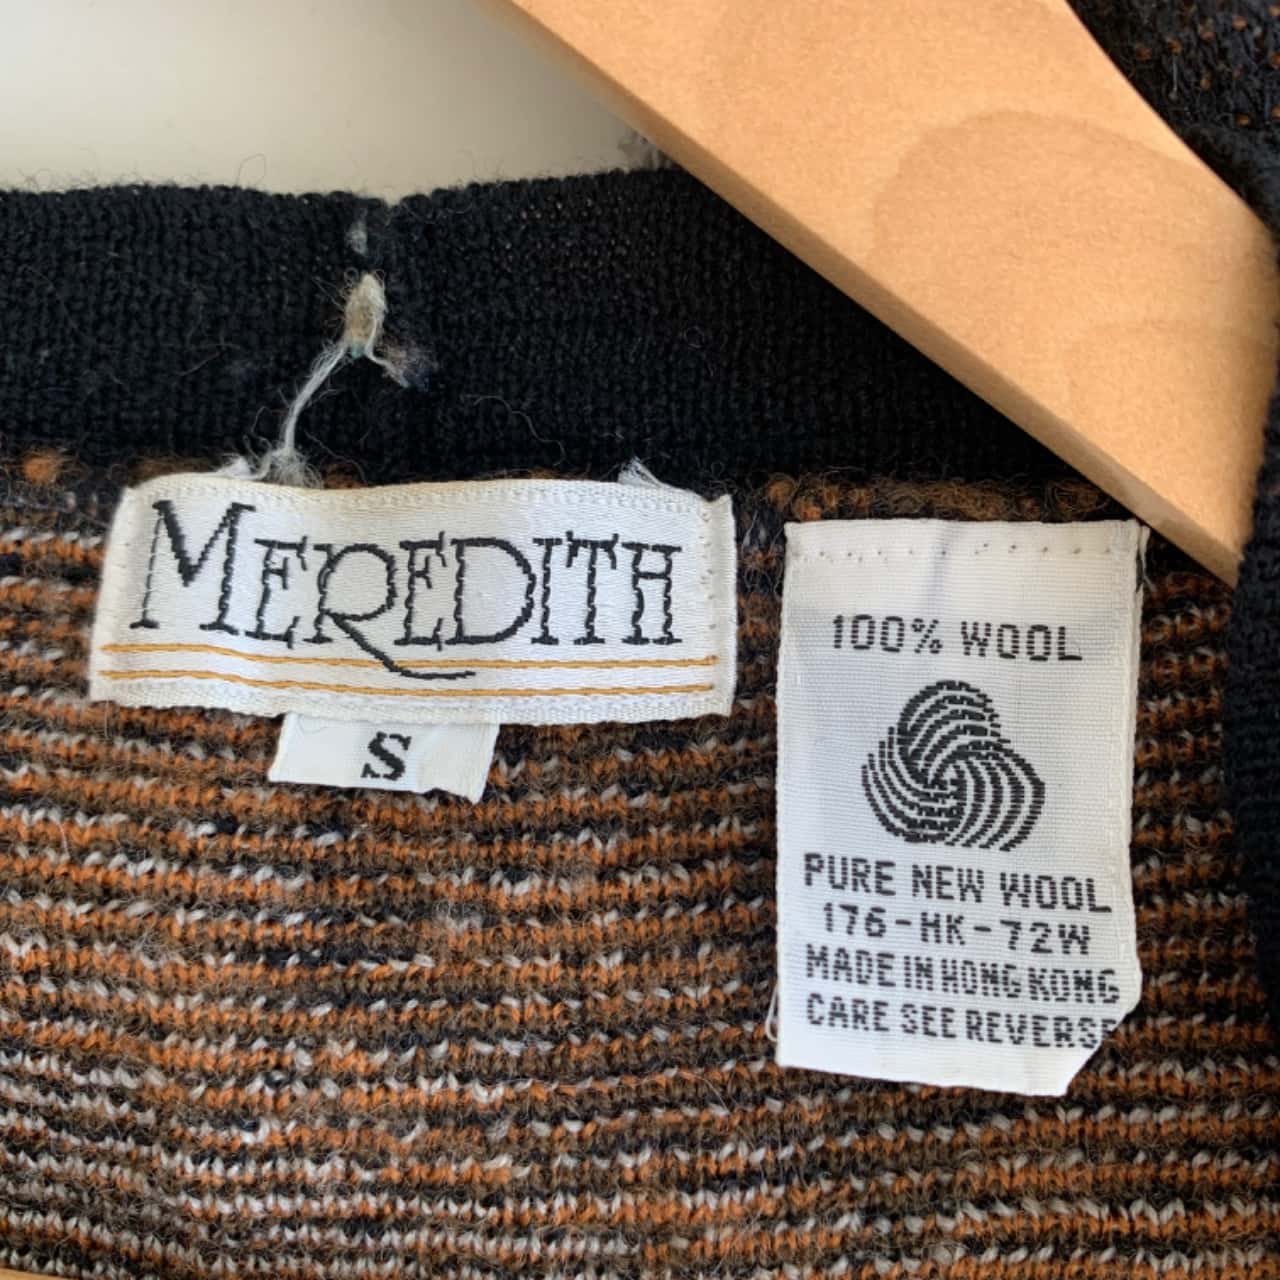 MEREDITH
S
100% WOOL
PURE NEW WOOL
176-HK-72W
MADE IN HONG KONG
CARE SEE REVERSE